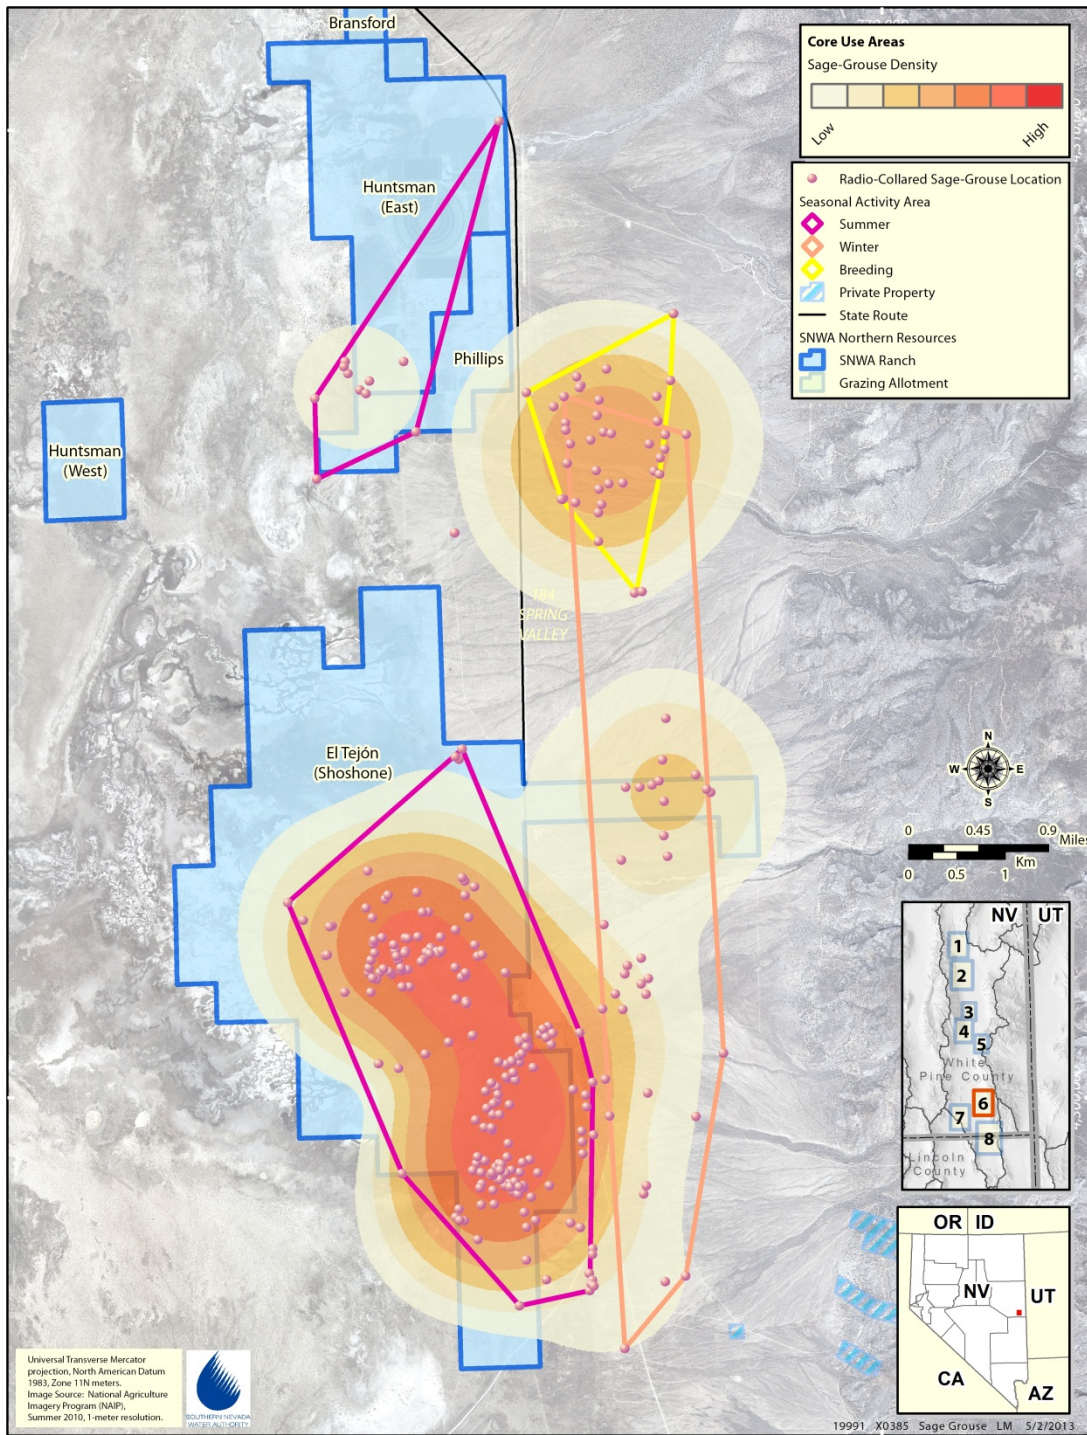 Bransford
Core Use Areas
Sage-Grouse Density
Low
High
Radio-Collared Sage-Grouse Location
Seasonal Activity Area
Summer
Winter
Breeding
Private Property
State Route
SNWA Northern Resources
SNWA Ranch
Grazing Allotment
Huntsman
(East)
Phillips
Huntsman
(West)
184
SPRING
VALLEY
El Tejón
(Shoshone)
N
W
E
S
0 0.45 0.9
Miles
Km
0 0.5 1
NV UT
1
2
3
4
5
White
Pine County
6
7
8
Lincoln
County
OR ID
NV
UT
CA
AZ
Universal Transverse Mercator
projection, North American Datum
1983, Zone 11N meters.
Image Source: National Agriculture
Imagery Program (NAIP),
Summer 2010, 1-meter resolution.
SOUTHERN NEVADA
WATER AUTHORITY
19991 X0385 Sage Grouse LM 5/2/2013